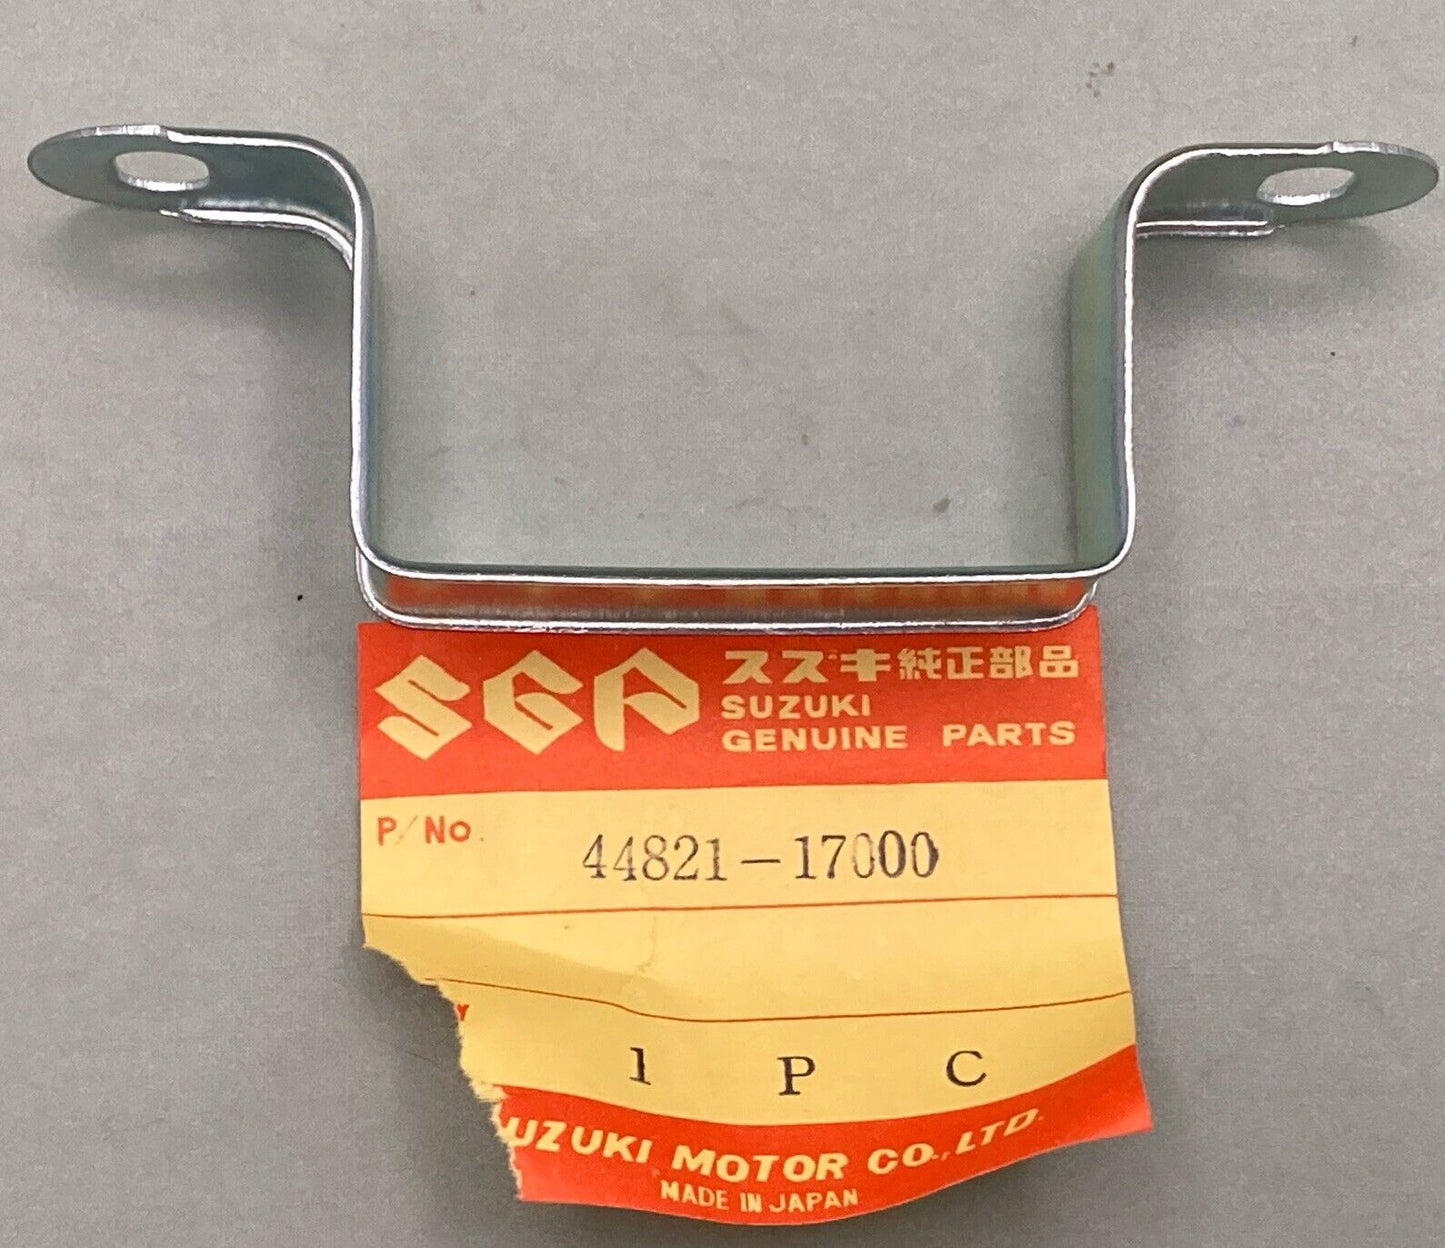 SGP
スズキ純正部品
SUZUKI
GENUINE PARTS
P/No.
44821-17000
Y
1 P C
UZUKI MOTOR CO., LTD.
MADE IN JAPAN